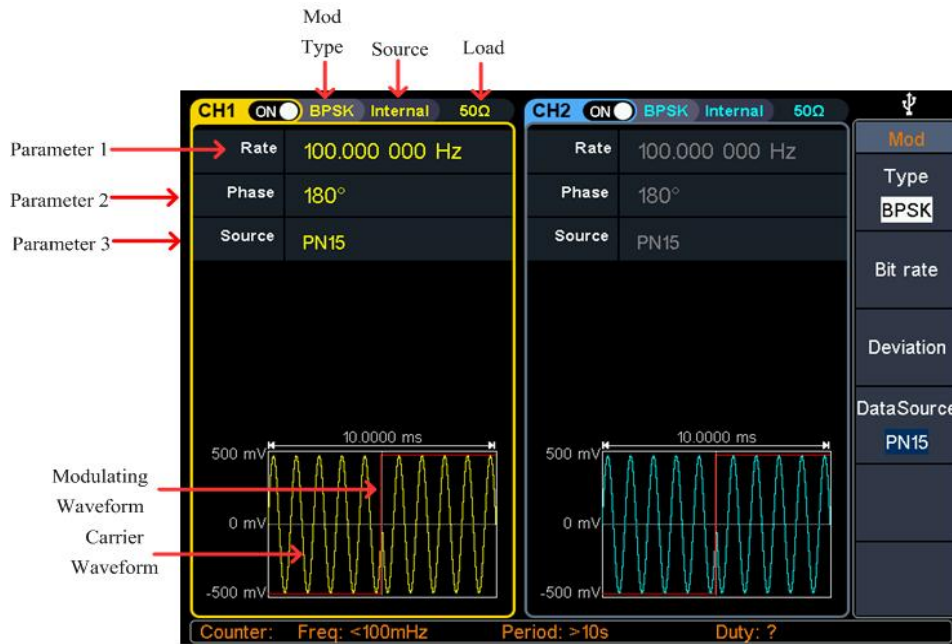 Mod
Type
Source
Load
CH1 ON BPSK Internal 50Ω
CH2 ON BPSK Internal 50Ω
Parameter 1
Rate 100.000 000 Hz
Parameter 2
Phase 180°
Parameter 3
Source PN15
Rate 100.000 000 Hz
Phase 180°
Source PN15
Mod
Type
BPSK
Bit rate
Deviation
DataSource
PN15
10.0000 ms
500 mV
0 mV
-500 mV
10.0000 ms
500 mV
0 mV
-500 mV
Modulating
Waveform
Carrier
Waveform
Counter: Freq: <100mHz Period: >10s Duty: ?